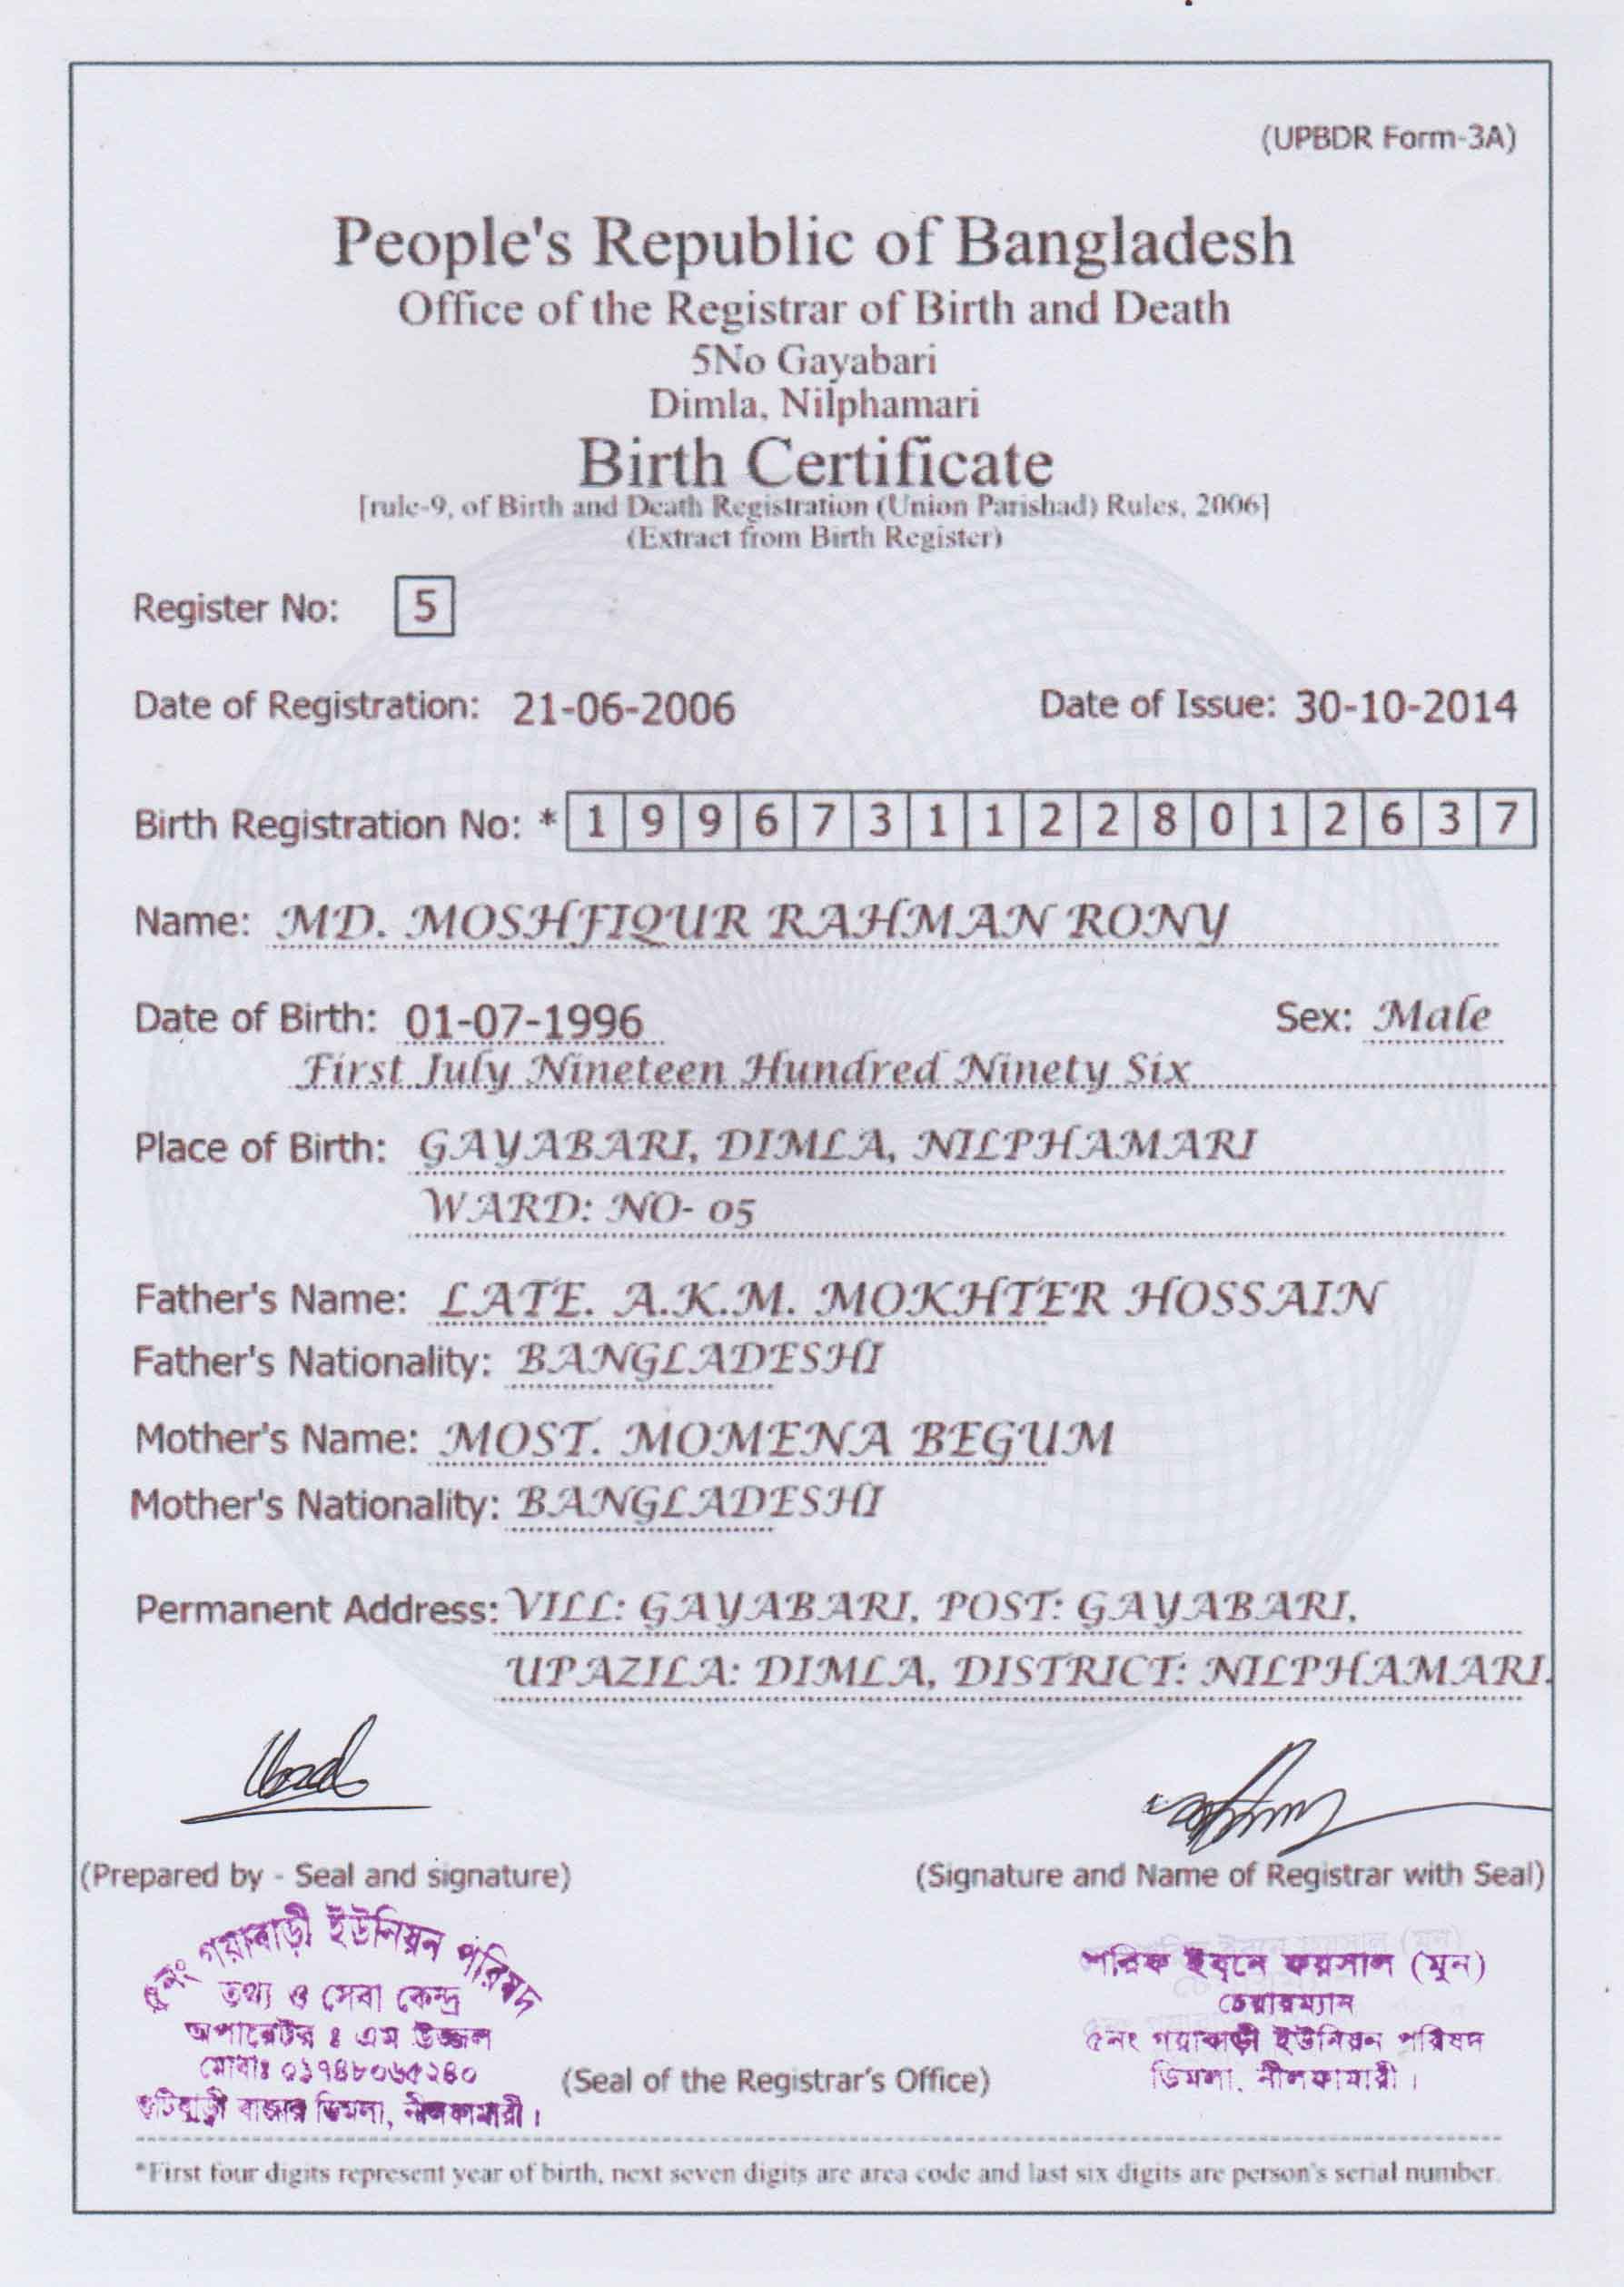 (UPBDR Form-3A)
People's Republic of Bangladesh
Office of the Registrar of Birth and Death
5No Gayabari
Dimla, Nilphamari
Birth Certificate
[rule-9, of Birth and Death Registration (Union Parishad) Rules, 2006]
(Extract from Birth Register)
Register No: 5
Date of Registration: 21-06-2006 Date of Issue: 30-10-2014
Birth Registration No: * 1 9 9 6 7 3 1 1 2 2 8 0 1 2 6 3 7
Name: MD. MOSHFIQUR RAHMAN RONY
Date of Birth: 01-07-1996 Sex: Male
First July Nineteen Hundred Ninety Six
Place of Birth: GAYABARI, DIMLA, NILPHAMARI
WARD: NO- 05
Father's Name: LATE. A.K.M. MOKHTER HOSSAIN
Father's Nationality: BANGLADESHI
Mother's Name: MOST. MOMENA BEGUM
Mother's Nationality: BANGLADESHI
Permanent Address: VILL: GAYABARI, POST: GAYABARI,
UPAZILA: DIMLA, DISTRICT: NILPHAMARI.
(Prepared by - Seal and signature) (Signature and Name of Registrar with Seal)
৫নং গয়াবাড়ী ইউনিয়ন পরিষদ
তথ্য ও সেবা কেন্দ্র
অপারেটর ঃ এম উজ্জল
মোবাঃ ০১৭৪৮০৬৫২৪০
শুটিবাড়ী বাজার ডিমলা, নীলফামারী।
শরিফ ইবনে ফয়সাল (মুন)
চেয়ারম্যান
৫নং গয়াবাড়ী ইউনিয়ন পরিষদ
ডিমলা, নীলফামারী।
(Seal of the Registrar's Office)
*First four digits represent year of birth, next seven digits are area code and last six digits are person's serial number.